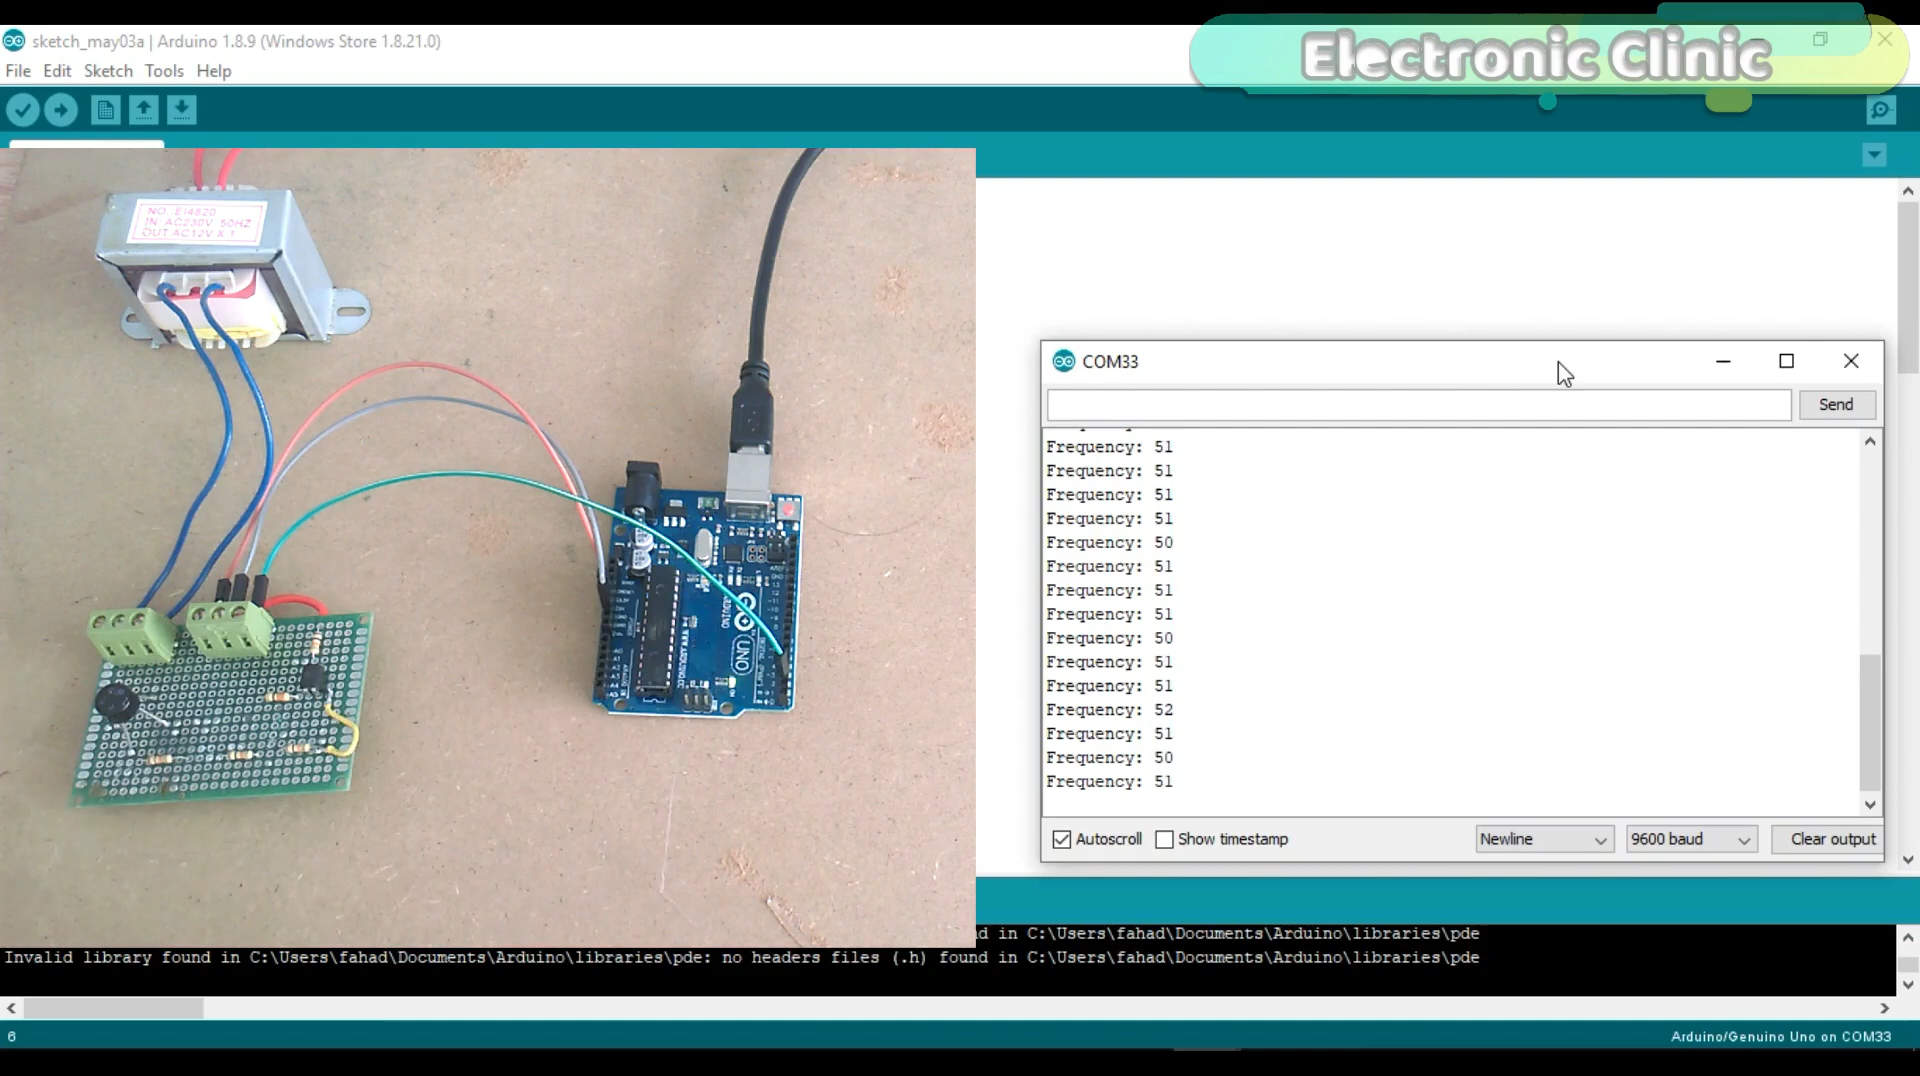 sketch_may03a | Arduino 1.8.9 (Windows Store 1.8.21.0)
Electronic Clinic
File Edit Sketch Tools Help
NO. EI4820
IN: AC230V 50HZ
OUT AC12V X 1
UNO
COM33
Send
Frequency: 51
Frequency: 51
Frequency: 51
Frequency: 51
Frequency: 50
Frequency: 51
Frequency: 51
Frequency: 51
Frequency: 50
Frequency: 51
Frequency: 51
Frequency: 52
Frequency: 51
Frequency: 50
Frequency: 51
Autoscroll Show timestamp Newline 9600 baud Clear output
d in C:\Users\fahad\Documents\Arduino\libraries\pde
Invalid library found in C:\Users\fahad\Documents\Arduino\libraries\pde: no headers files (.h) found in C:\Users\fahad\Documents\Arduino\libraries\pde
6
Arduino/Genuino Uno on COM33